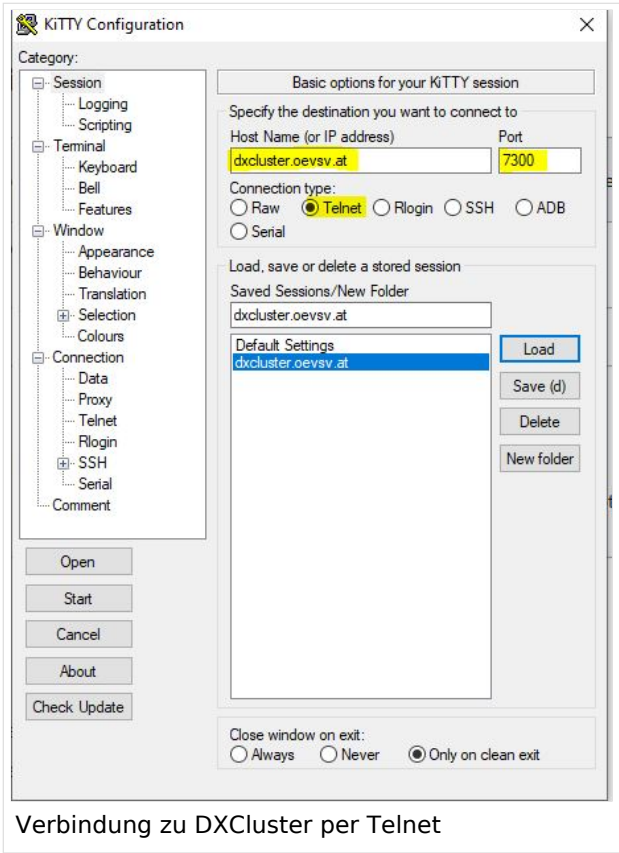 KiTTY Configuration
Category:
Session
Logging
Scripting
Terminal
Keyboard
Bell
Features
Window
Appearance
Behaviour
Translation
Selection
Colours
Connection
Data
Proxy
Telnet
Rlogin
SSH
Serial
Comment
Open
Start
Cancel
About
Check Update
Basic options for your KiTTY session
Specify the destination you want to connect to
Host Name (or IP address) Port
dxcluster.oevsv.at 7300
Connection type:
Raw Telnet Rlogin SSH ADB
Serial
Load, save or delete a stored session
Saved Sessions/New Folder
dxcluster.oevsv.at
Default Settings
dxcluster.oevsv.at
Load
Save (d)
Delete
New folder
Close window on exit:
Always Never Only on clean exit
Verbindung zu DXCluster per Telnet